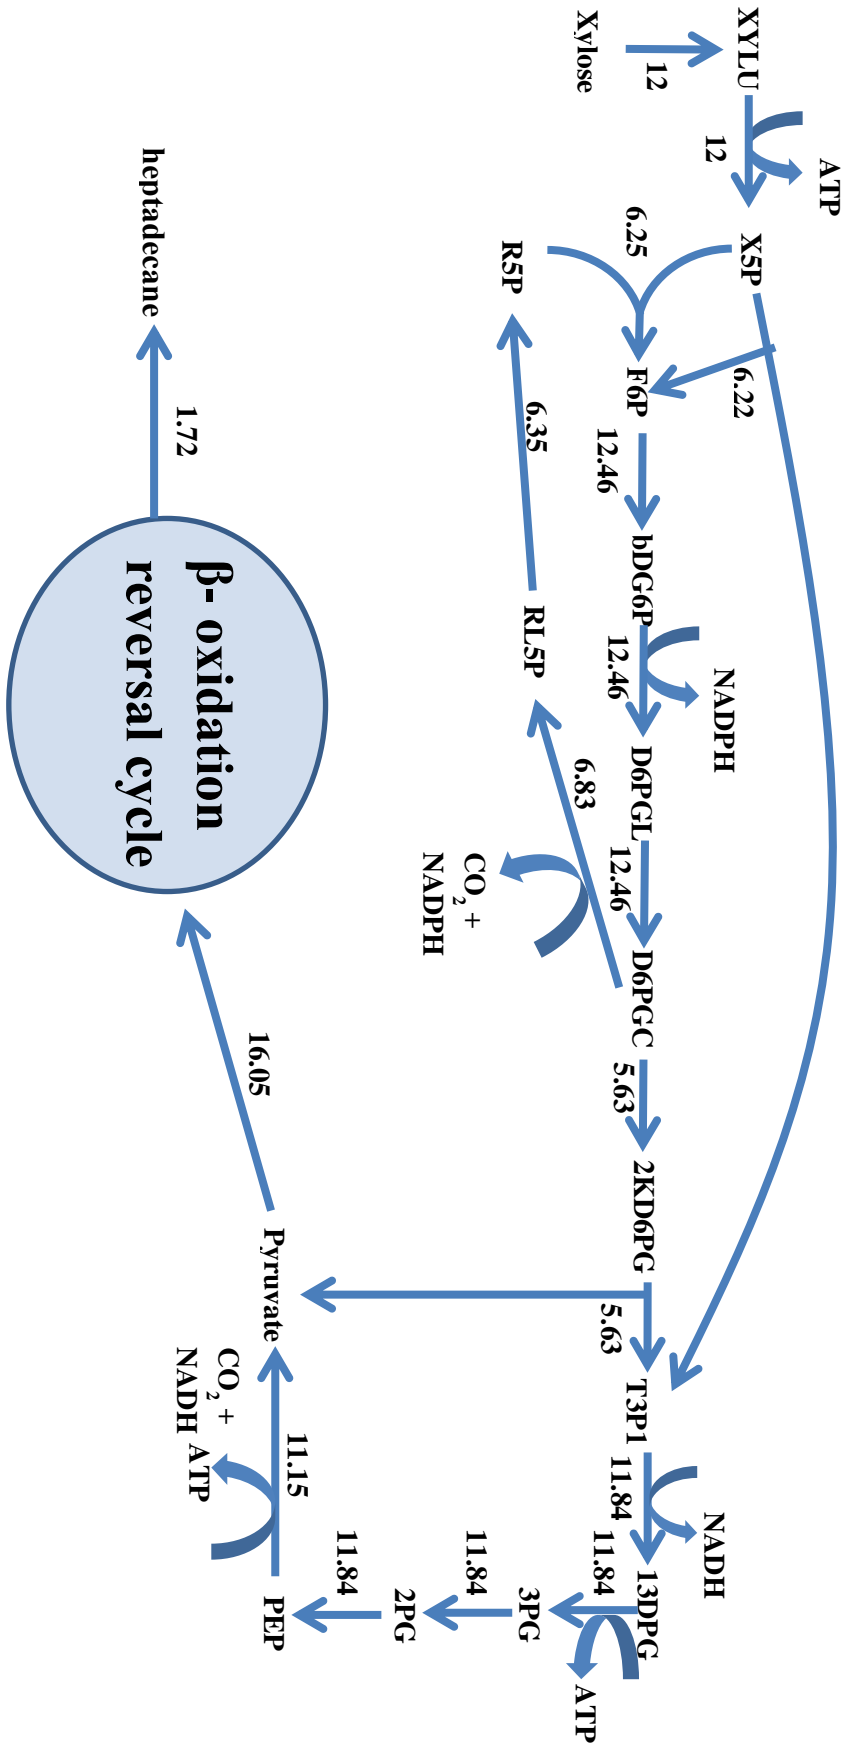 Xylose
12
XYLU
12
ATP
X5P
6.25
6.22
R5P
F6P
6.35
12.46
RL5P
bDG6P
12.46
NADPH
6.83
D6PGL
12.46
CO2 +
NADPH
D6PGC
5.63
2KD6PG
5.63
T3P1
11.84
NADH
13DPG
11.84
ATP
3PG
11.84
2PG
11.84
PEP
11.15
CO2 +
NADH ATP
Pyruvate
16.05
β- oxidation
reversal cycle
1.72
heptadecane